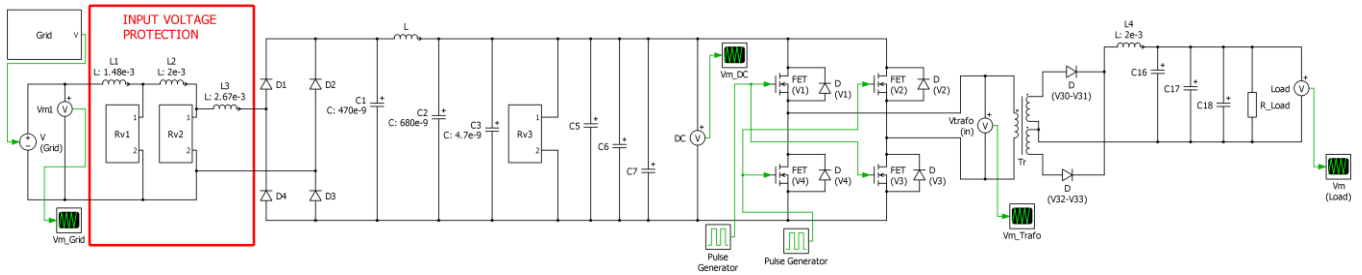 INPUT VOLTAGE
PROTECTION
Grid
V
L1
L: 1.48e-3
L2
L: 2e-3
L3
L: 2.67e-3
Vm1
V
V
(Grid)
1
Rv1
2
1
Rv2
2
Vm_Grid
D1
D2
D4
D3
L
C1
C: 470e-9
C2
C: 680e-9
C3
C: 4.7e-9
1
Rv3
2
C5
C6
C7
DC
V
Vm_DC
FET
(V1)
D
(V1)
FET
(V2)
D
(V2)
FET
(V4)
D
(V4)
FET
(V3)
D
(V3)
Pulse
Generator
Pulse Generator
Vtrafo
(in)
V
Vm_Trafo
Tr
D
(V30-V31)
D
(V32-V33)
L4
L: 2e-3
C16
C17
C18
R_Load
Load
V
Vm
(Load)